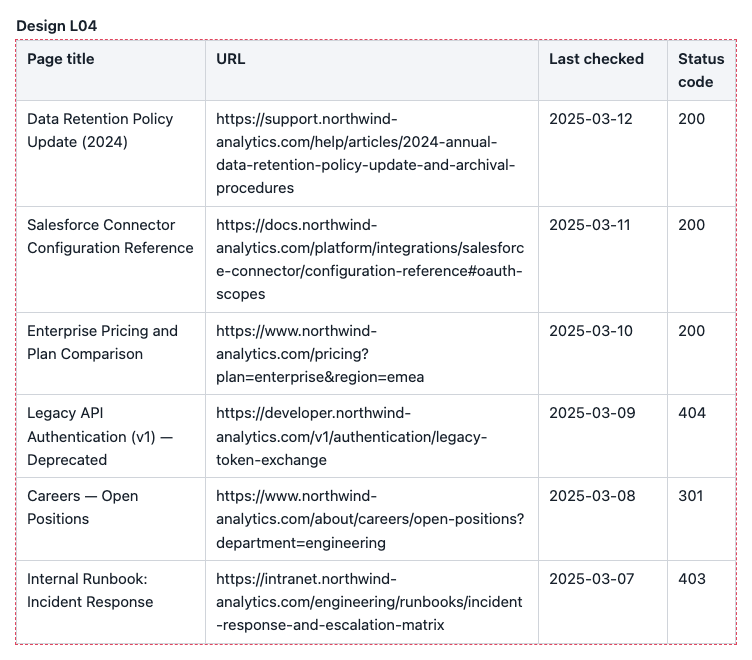 Design L04
Page title URL Last checked Status
code
Data Retention Policy
Update (2024)
https://support.northwind-
analytics.com/help/articles/2024-annual-
data-retention-policy-update-and-archival-
procedures
2025-03-12
200
Salesforce Connector
Configuration Reference
https://docs.northwind-
analytics.com/platform/integrations/salesforc
e-connector/configuration-reference#oauth-
scopes
2025-03-11
200
Enterprise Pricing and
Plan Comparison
https://www.northwind-
analytics.com/pricing?
plan=enterprise&region=emea
2025-03-10
200
Legacy API
Authentication (v1) —
Deprecated
https://developer.northwind-
analytics.com/v1/authentication/legacy-
token-exchange
2025-03-09
404
Careers — Open
Positions
https://www.northwind-
analytics.com/about/careers/open-positions?
department=engineering
2025-03-08
301
Internal Runbook:
Incident Response
https://intranet.northwind-
analytics.com/engineering/runbooks/incident
-response-and-escalation-matrix
2025-03-07
403